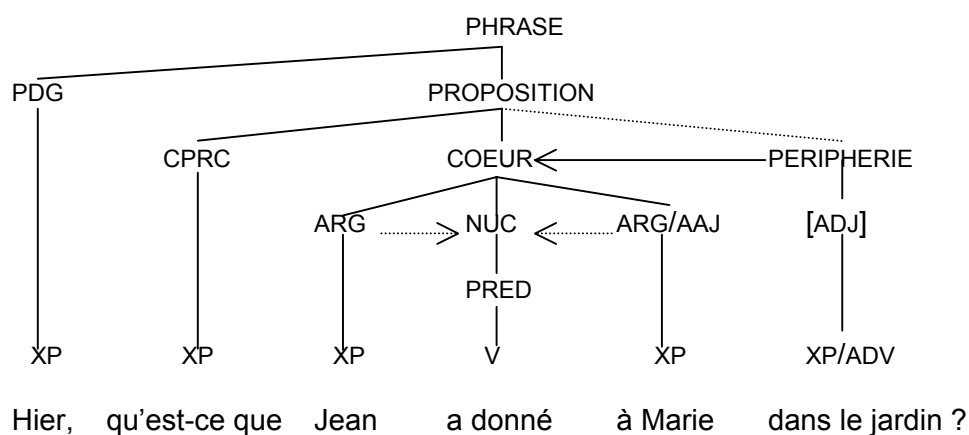 PHRASE
PDG PROPOSITION
CPRC COEUR PERIPHERIE
ARG NUC ARG/AAJ [ADJ]
PRED
XP XP XP V XP XP/ADV
Hier, qu'est-ce que Jean a donné à Marie dans le jardin ?